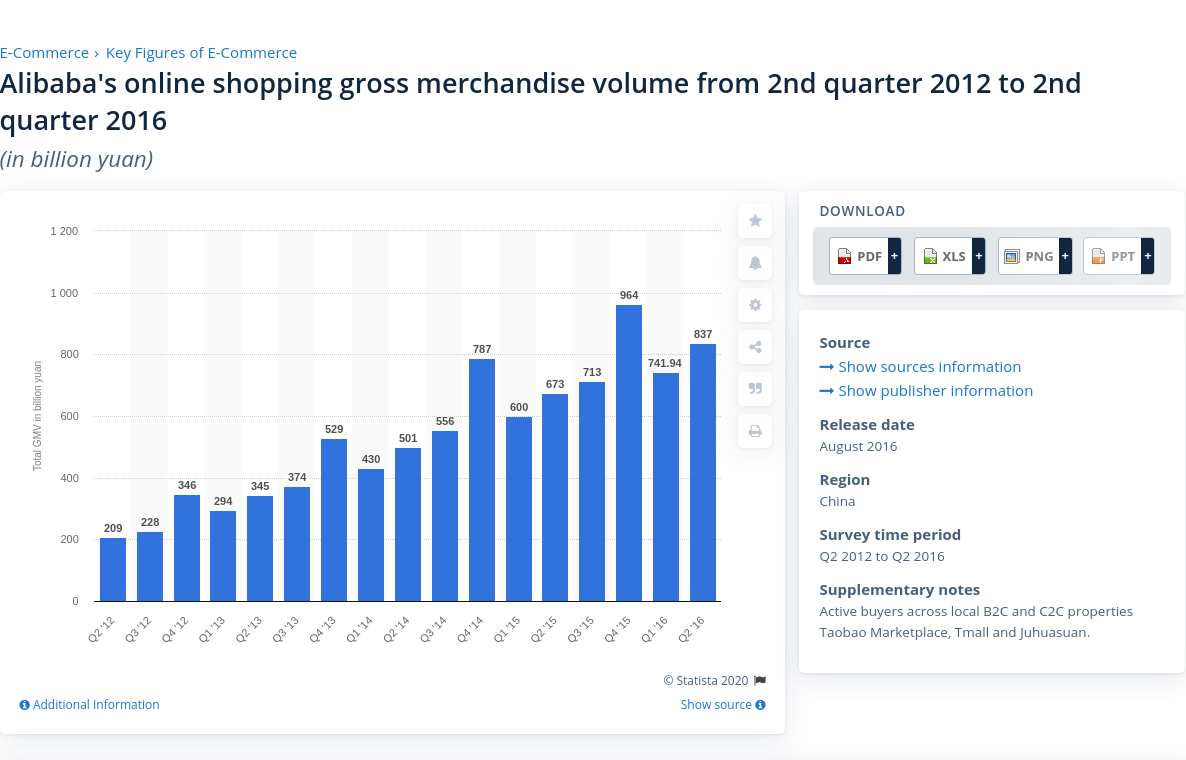 E-Commerce › Key Figures of E-Commerce
Alibaba's online shopping gross merchandise volume from 2nd quarter 2012 to 2nd
quarter 2016
(in billion yuan)
Total GMV in billion yuan
1 200
1 000
800
600
400
200
0
209
228
346
294
345
374
529
430
501
556
787
600
673
713
964
741.94
837
Q2 '12
Q3 '12
Q4 '12
Q1 '13
Q2 '13
Q3 '13
Q4 '13
Q1 '14
Q2 '14
Q3 '14
Q4 '14
Q1 '15
Q2 '15
Q3 '15
Q4 '15
Q1 '16
Q2 '16
© Statista 2020
Additional Information
Show source
DOWNLOAD
PDF +
XLS +
PNG +
PPT +
Source
Show sources information
Show publisher information
Release date
August 2016
Region
China
Survey time period
Q2 2012 to Q2 2016
Supplementary notes
Active buyers across local B2C and C2C properties
Taobao Marketplace, Tmall and Juhuasuan.